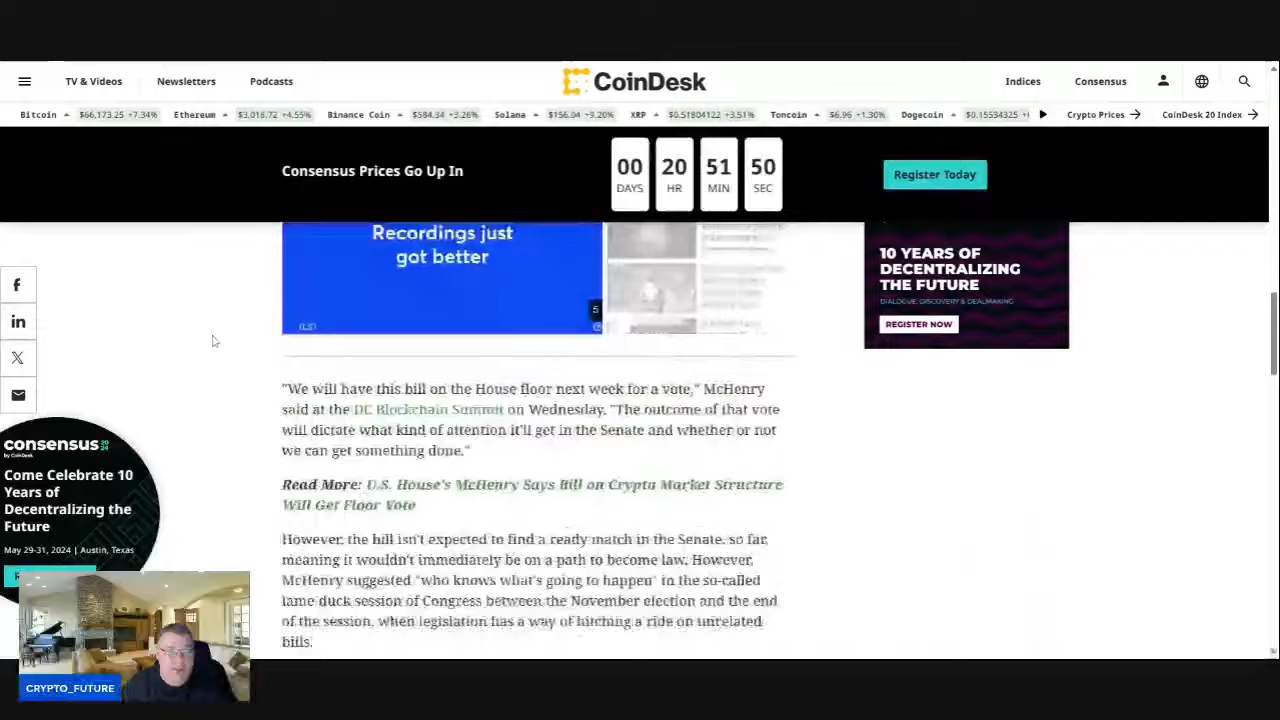 TV & Videos
Newsletters
Podcasts
CoinDesk
Indices
Consensus
Bitcoin $66,173.25 +7.34%
Ethereum $3,018.72 +4.55%
Binance Coin $584.34 +3.26%
Solana $156.04 +9.20%
XRP $0.51804122 +3.51%
Toncoin $6.96 +1.30%
Dogecoin $0.15534325
Crypto Prices
CoinDesk 20 Index
Consensus Prices Go Up In
00 20 51 50
DAYS HR MIN SEC
Register Today
Recordings just
got better
5
10 YEARS OF
DECENTRALIZING
THE FUTURE
DIALOGUE, DISCOVERY & DEALMAKING
REGISTER NOW
"We will have this bill on the House floor next week for a vote," McHenry
said at the DC Blockchain Summit on Wednesday. "The outcome of that vote
will dictate what kind of attention it'll get in the Senate and whether or not
we can get something done."
Read More: U.S. House's McHenry Says Bill on Crypto Market Structure
Will Get Floor Vote
However, the bill isn't expected to find a ready match in the Senate, so far,
meaning it wouldn't immediately be on a path to become law. However,
McHenry suggested "who knows what's going to happen" in the so-called
lame-duck session of Congress between the November election and the end
of the session, when legislation has a way of hitching a ride on unrelated
bills.
consensus 2024
by CoinDesk
Come Celebrate 10
Years of
Decentralizing the
Future
May 29-31, 2024 | Austin, Texas
CRYPTO_FUTURE